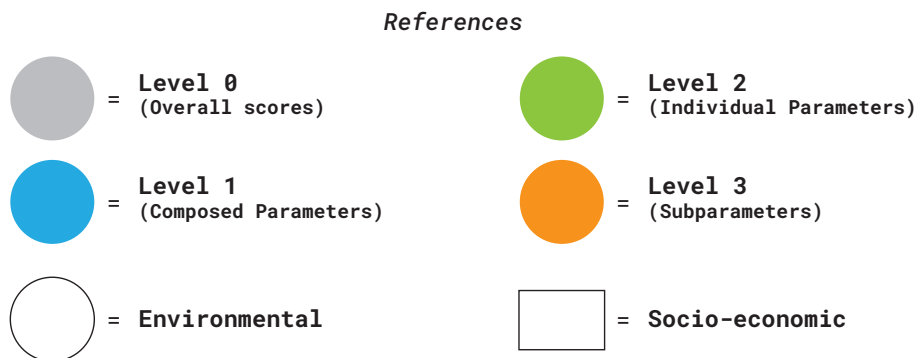 References
= Level 0
(Overall scores)
= Level 2
(Individual Parameters)
= Level 1
(Composed Parameters)
= Level 3
(Subparameters)
= Environmental
= Socio-economic